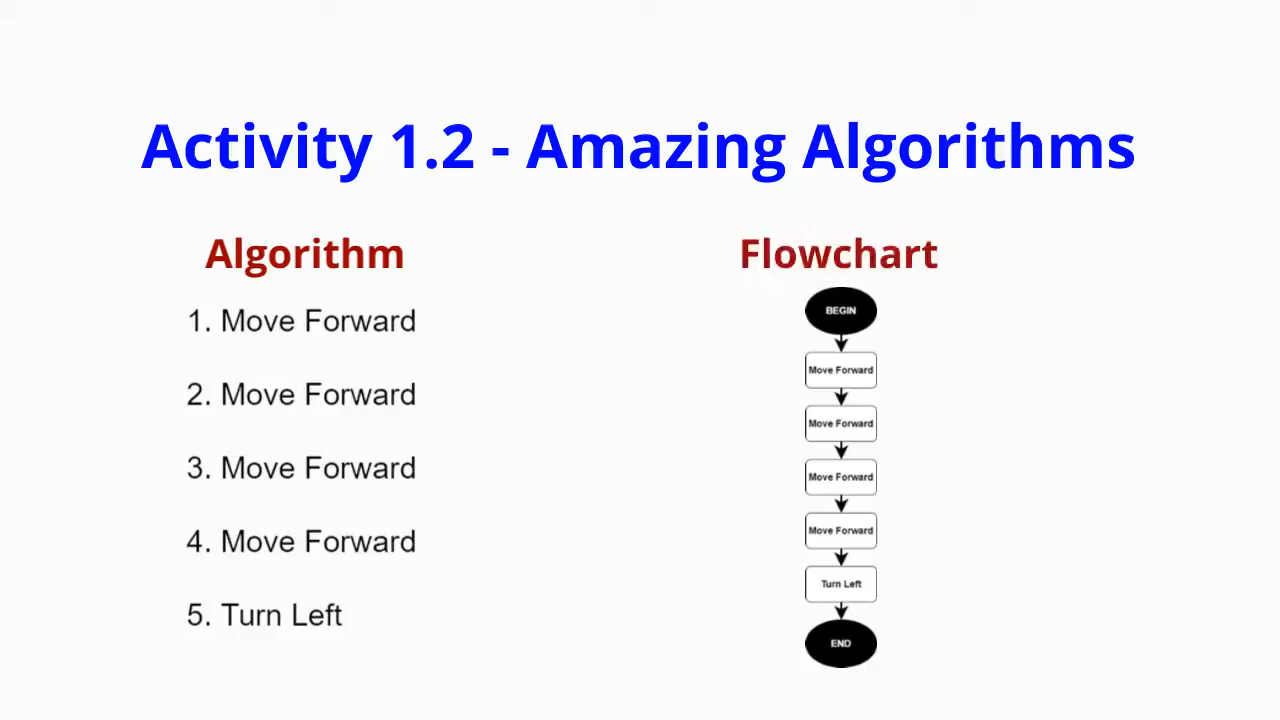 Activity 1.2 - Amazing Algorithms
Algorithm
1. Move Forward
2. Move Forward
3. Move Forward
4. Move Forward
5. Turn Left
Flowchart
BEGIN
Move Forward
Move Forward
Move Forward
Move Forward
Turn Left
END